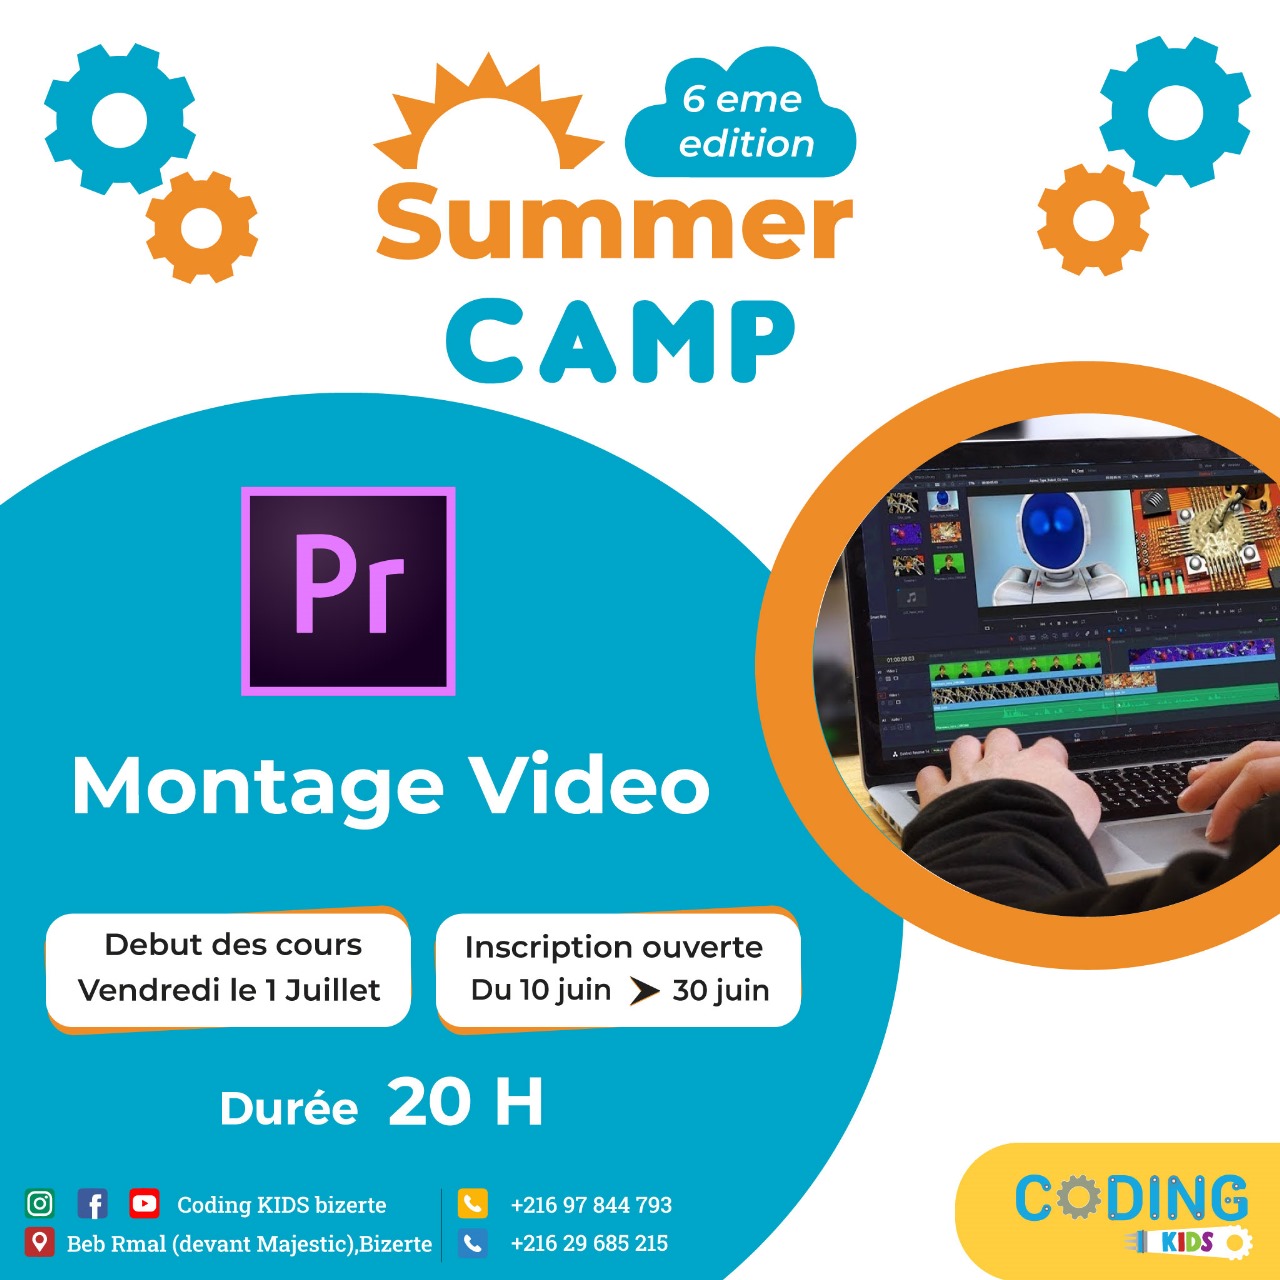 6 eme
edition
Summer
CAMP
Pr
Montage Video
Debut des cours
Vendredi le 1 Juillet
Inscription ouverte
Du 10 juin ➤ 30 juin
Durée 20 H
Coding KIDS bizerte
Beb Rmal (devant Majestic),Bizerte
+216 97 844 793
+216 29 685 215
CODING
KIDS